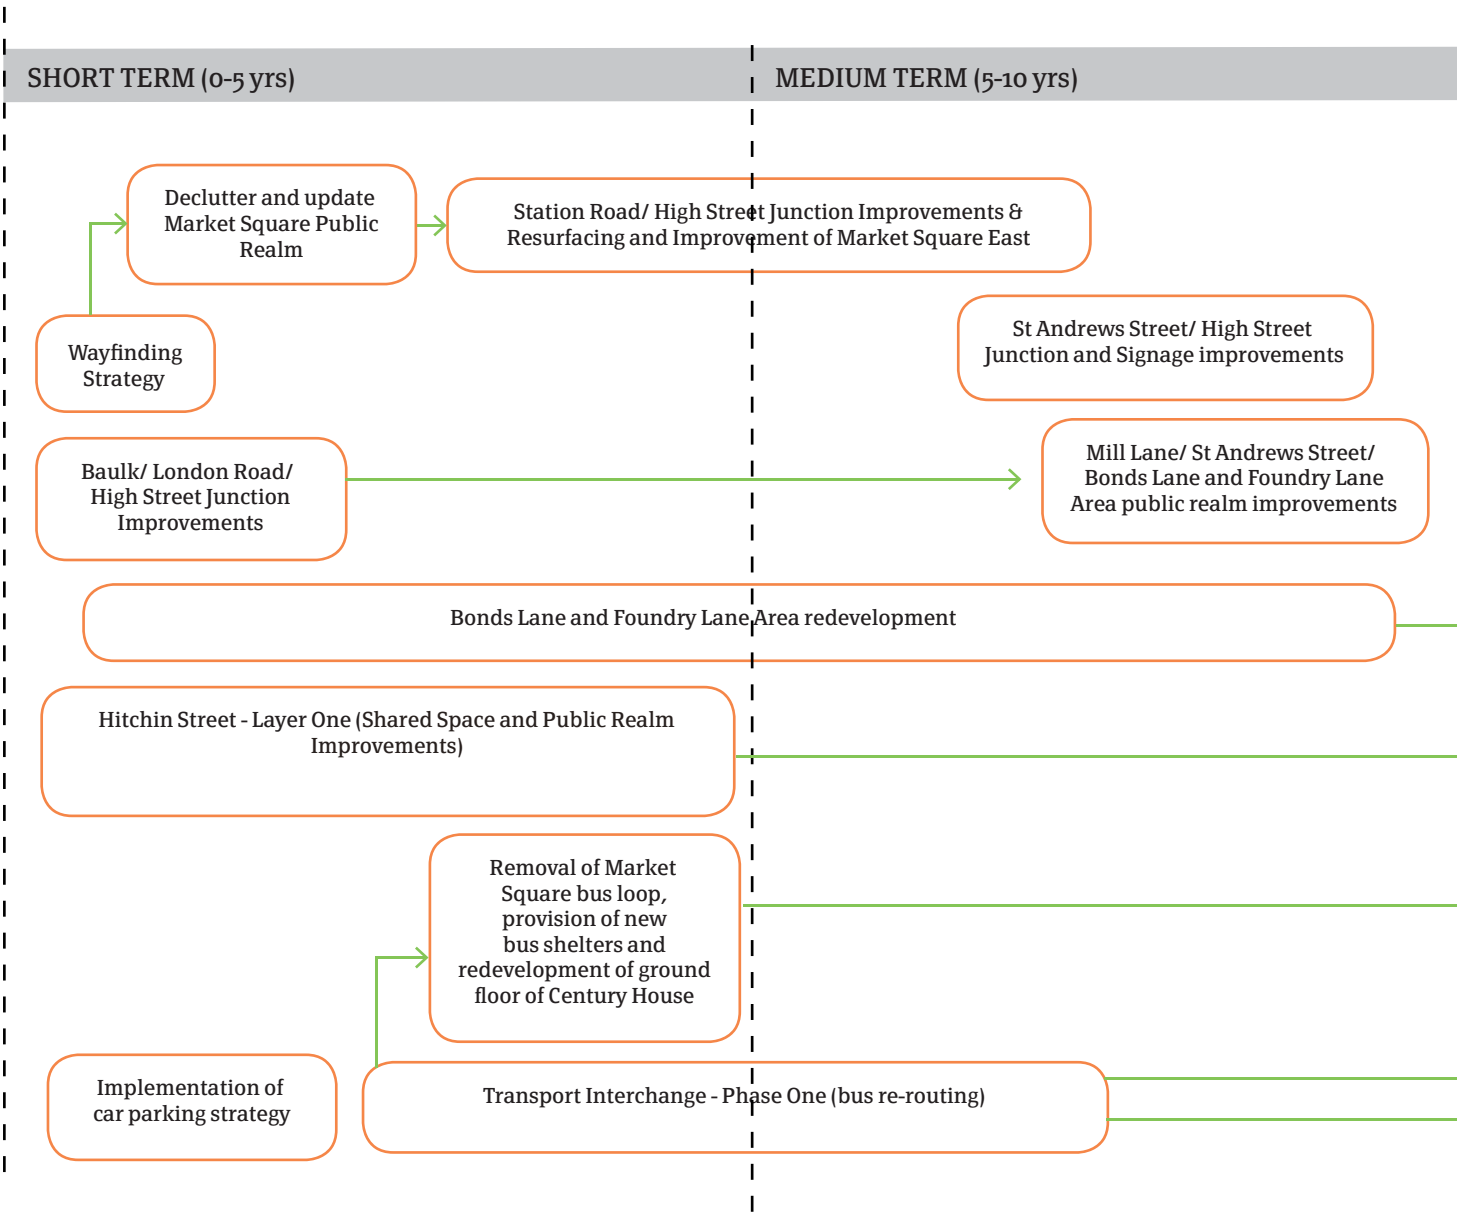 SHORT TERM (0-5 yrs)
MEDIUM TERM (5-10 yrs)
Declutter and update
Market Square Public
Realm
Station Road/ High Street Junction Improvements &
Resurfacing and Improvement of Market Square East
St Andrews Street/ High Street
Junction and Signage improvements
Wayfinding
Strategy
Baulk/ London Road/
High Street Junction
Improvements
Mill Lane/ St Andrews Street/
Bonds Lane and Foundry Lane
Area public realm improvements
Bonds Lane and Foundry Lane Area redevelopment
Hitchin Street - Layer One (Shared Space and Public Realm
Improvements)
Removal of Market
Square bus loop,
provision of new
bus shelters and
redevelopment of ground
floor of Century House
Implementation of
car parking strategy
Transport Interchange - Phase One (bus re-routing)